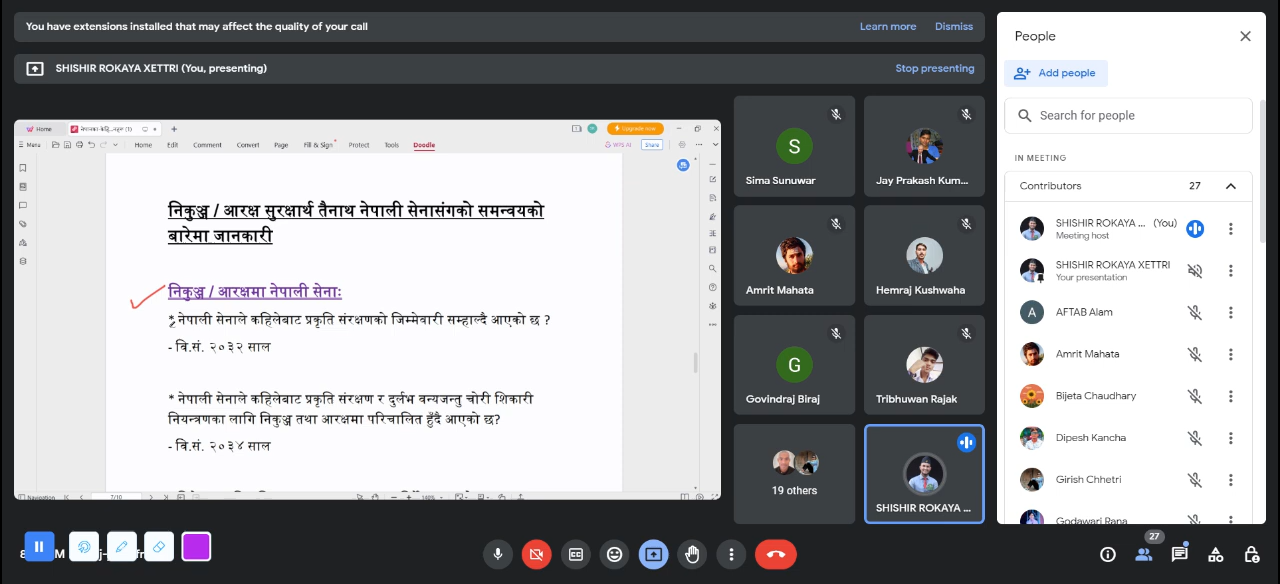 You have extensions installed that may affect the quality of your call
Learn more
Dismiss
SHISHIR ROKAYA XETTRI (You, presenting)
Stop presenting
Home
Upgrade now
Menu
Home
Edit
Comment
Convert
Page
Fill & Sign
Protect
Tools
Doodle
WPS AI
Share
निकुञ्ज / आरक्ष सुरक्षार्थ तैनाथ नेपाली सेनासंगको समन्वयको
बारेमा जानकारी
निकुञ्ज / आरक्षमा नेपाली सेनाः
* नेपाली सेनाले कहिलेबाट प्रकृति संरक्षणको जिम्मेबारी सम्हाल्दै आएको छ ?
- वि.सं. २०३२ साल
* नेपाली सेनाले कहिलेबाट प्रकृति संरक्षण र दुर्लभ वन्यजन्तु चोरी शिकारी
नियन्त्रणका लागि निकुञ्ज तथा आरक्षमा परिचालित हुँदै आएको छ?
- वि.सं. २०३४ साल
Navigation
7/10
140%
S
Sima Sunuwar
Jay Prakash Kum...
Amrit Mahata
Hemraj Kushwaha
G
Govindraj Biraj
Tribhuwan Rajak
19 others
SHISHIR ROKAYA ...
People
Add people
Search for people
IN MEETING
Contributors
27
SHISHIR ROKAYA ... (You)
Meeting host
SHISHIR ROKAYA XETTRI
Your presentation
A
AFTAB Alam
Amrit Mahata
Bijeta Chaudhary
Dipesh Kancha
Girish Chhetri
Godawari Rana
27